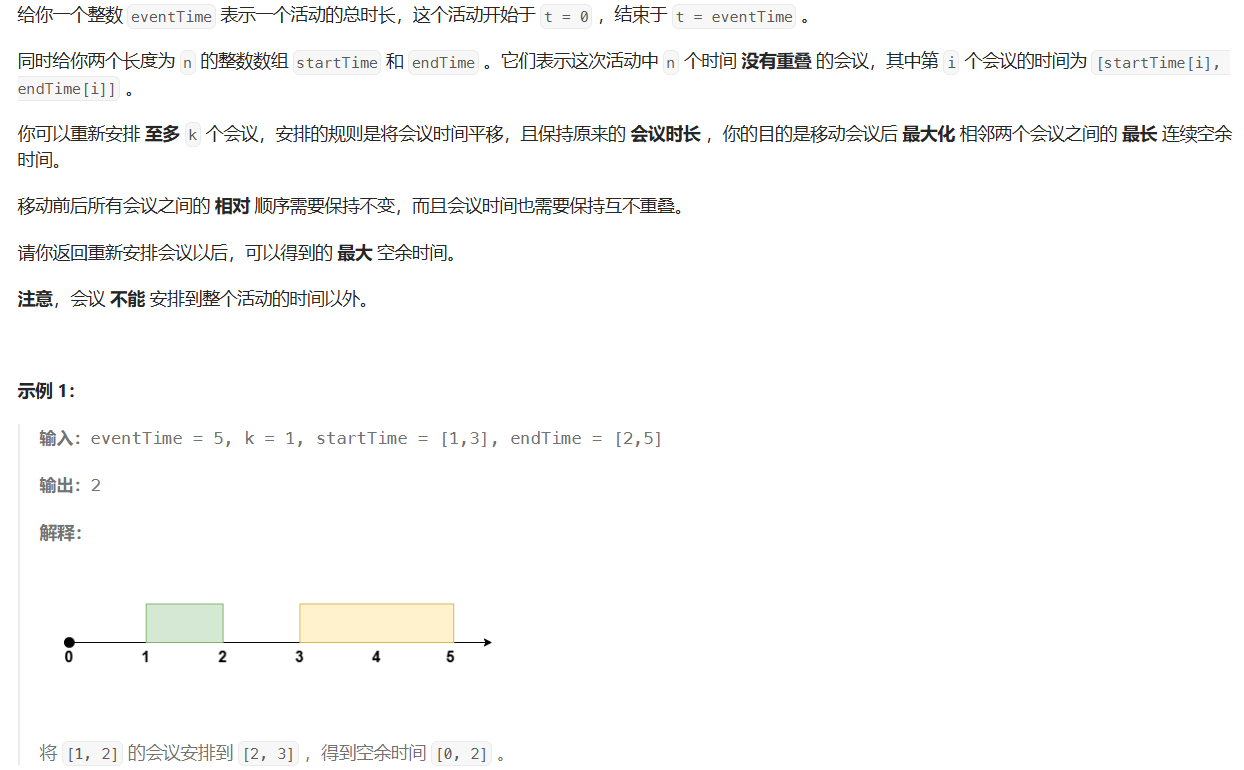 给你一个整数 eventTime 表示一个活动的总时长，这个活动开始于 t = 0 ，结束于 t = eventTime 。
同时给你两个长度为 n 的整数数组 startTime 和 endTime 。它们表示这次活动中 n 个时间 没有重叠 的会议，其中第 i 个会议的时间为 [startTime[i],
endTime[i]] 。
你可以重新安排 至多 k 个会议，安排的规则是将会议时间平移，且保持原来的 会议时长 ，你的目的是移动会议后 最大化 相邻两个会议之间的 最长 连续空余
时间。
移动前后所有会议之间的 相对 顺序需要保持不变，而且会议时间也需要保持互不重叠。
请你返回重新安排会议以后，可以得到的 最大 空余时间。
注意，会议 不能 安排到整个活动的时间以外。
示例 1：
输入：eventTime = 5, k = 1, startTime = [1,3], endTime = [2,5]
输出：2
解释：
0 1 2 3 4 5
将 [1, 2] 的会议安排到 [2, 3] ，得到空余时间 [0, 2] 。